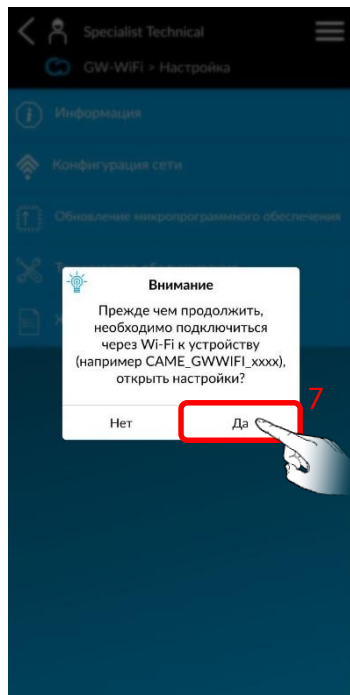 Specialist Technical
GW-WiFi > Настройка
Информация
Конфигурация сети
Обновление микропрограммного обеспечения
Внимание
Прежде чем
продолжить,
необходимо подключиться
через Wi-Fi к устройству
(например CAME_GWWIFI_xxxx),
открыть настройки?
7
Нет
Да